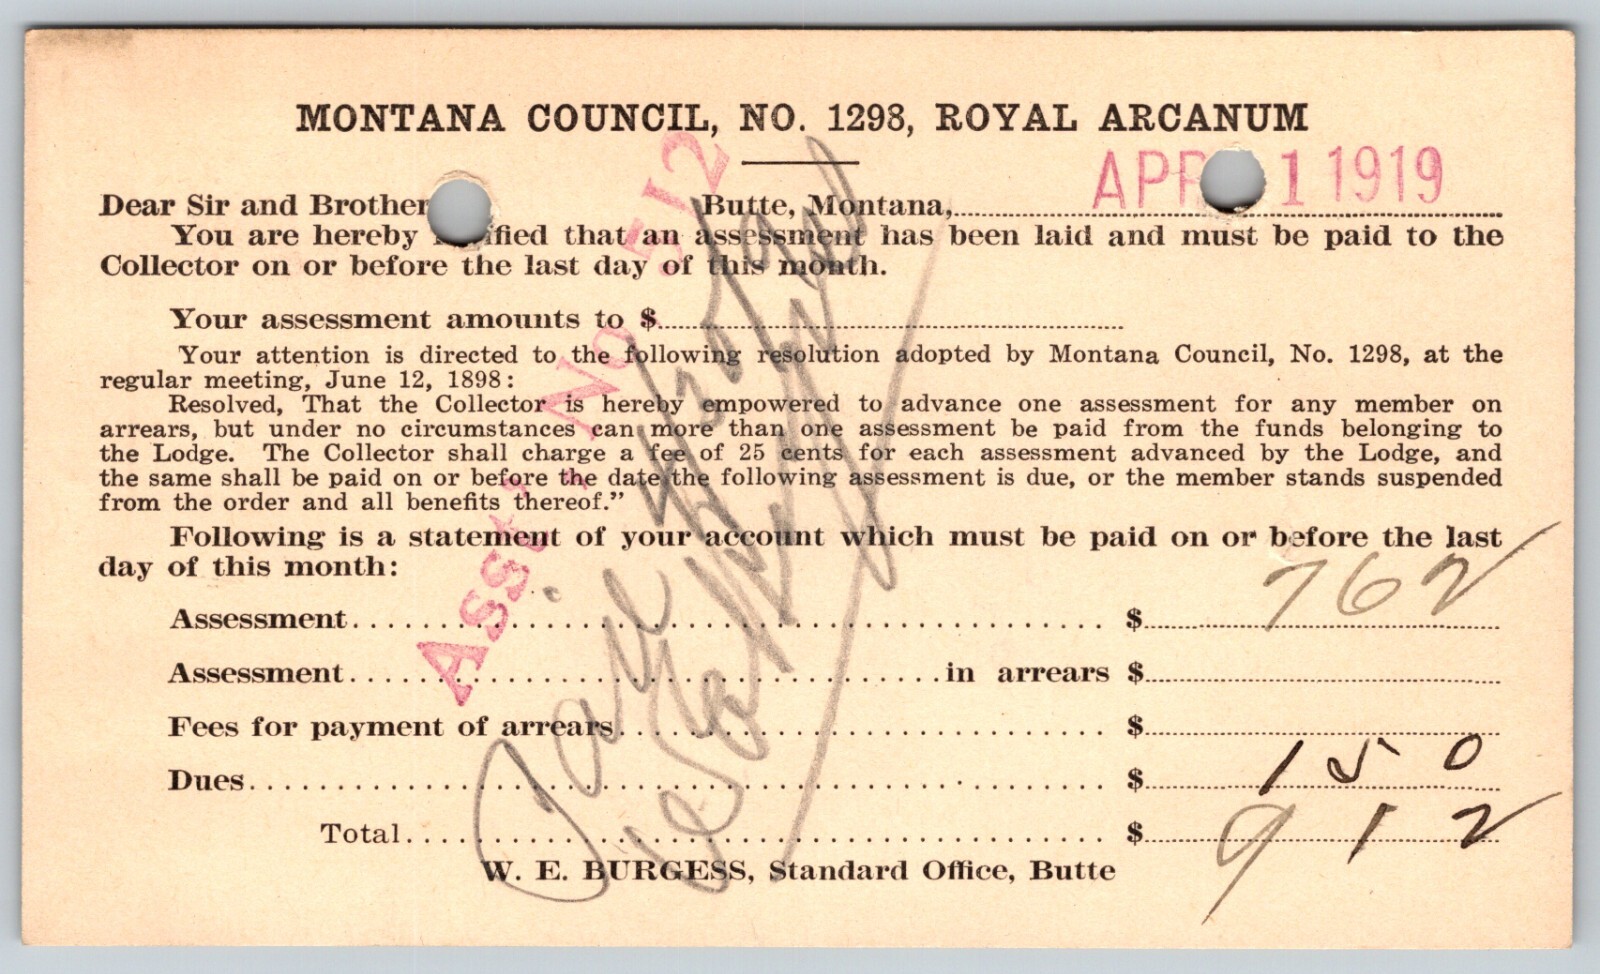 MONTANA COUNCIL, NO. 1298, ROYAL ARCANUM
APR 1 1919
Dear Sir and Brother Butte, Montana,
You are hereby fied that an assessment has been laid and must be paid to the
Collector on or before the last day of this month.
Your assessment amounts to $
Your attention is directed to the following resolution adopted by Montana Council, No. 1298, at the
regular meeting, June 12, 1898:
Resolved, That the Collector is hereby empowered to advance one assessment for any member on
arrears, but under no circumstances can more than one assessment be paid from the funds belonging to
the Lodge. The Collector shall charge a fee of 25 cents for each assessment advanced by the Lodge, and
the same shall be paid on or before the date the following assessment is due, or the member stands suspended
from the order and all benefits thereof."
Following is a statement of your account which must be paid on or before the last
day of this month:
Assessment $ 762
Assessment in arrears $
Fees for payment of arrears $
Dues $ 150
Total $ 912
W. E. BURGESS, Standard Office, Butte
Ass't, No. 512
Paid 4/30/19